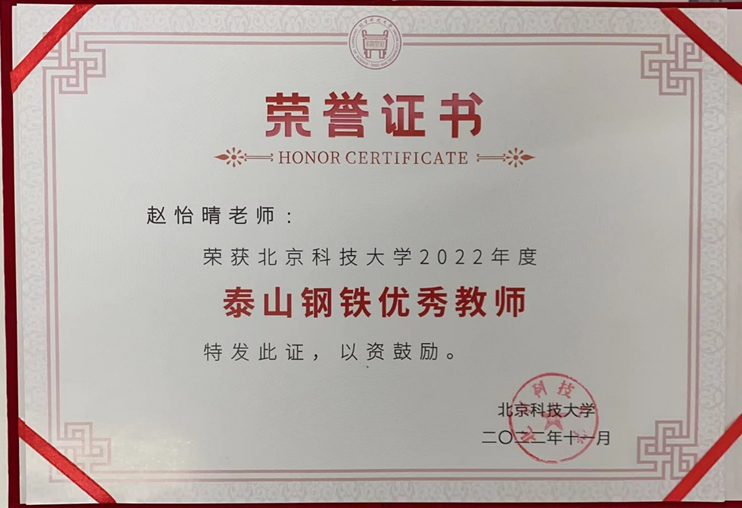 荣誉证书
HONOR CERTIFICATE
赵怡晴老师：
荣获北京科技大学2022年度
泰山钢铁优秀教师
特发此证，以资鼓励。
北京科技大学
二〇二二年十一月